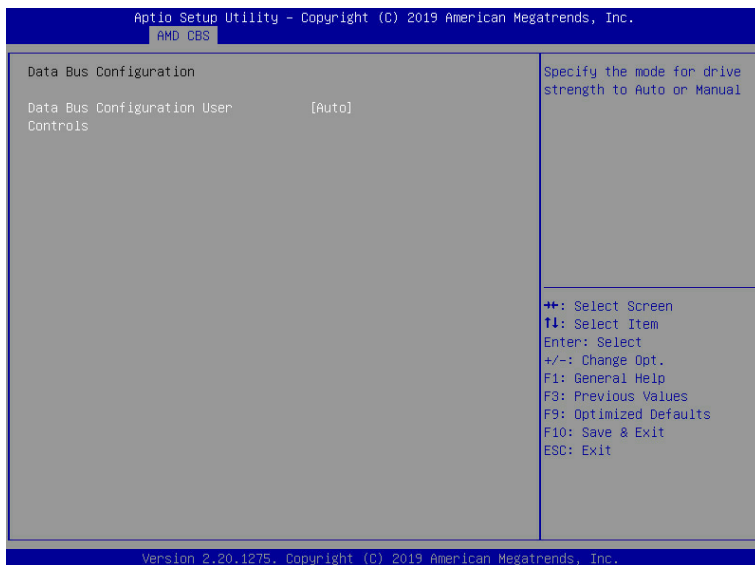 Aptio Setup Utility – Copyright (C) 2019 American Megatrends, Inc.
AMD CBS
Data Bus Configuration
Data Bus Configuration User [Auto]
Controls
Specify the mode for drive
strength to Auto or Manual
→←: Select Screen
↑↓: Select Item
Enter: Select
+/-: Change Opt.
F1: General Help
F3: Previous Values
F9: Optimized Defaults
F10: Save & Exit
ESC: Exit
Version 2.20.1275. Copyright (C) 2019 American Megatrends, Inc.